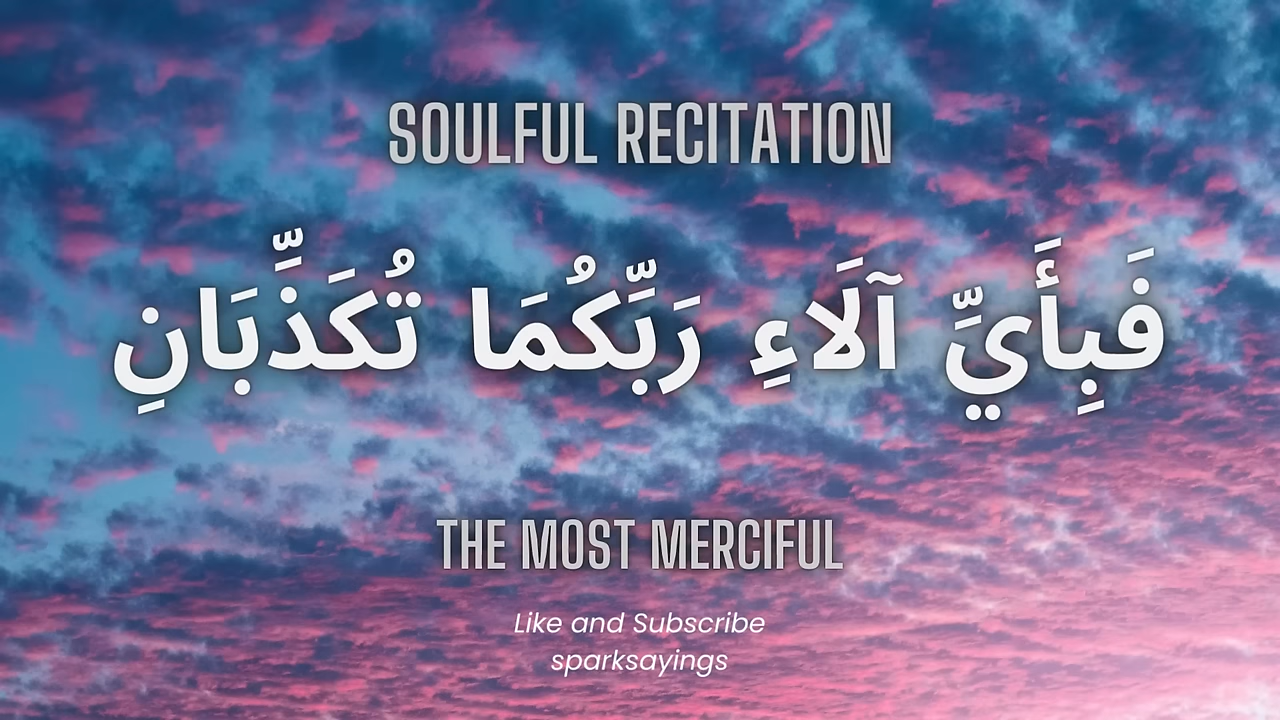 SOULFUL RECITATION
فَبِأَيِّ آلَاءِ رَبِّكُمَا تُكَذِّبَانِ
THE MOST MERCIFUL
Like and Subscribe
sparksayings